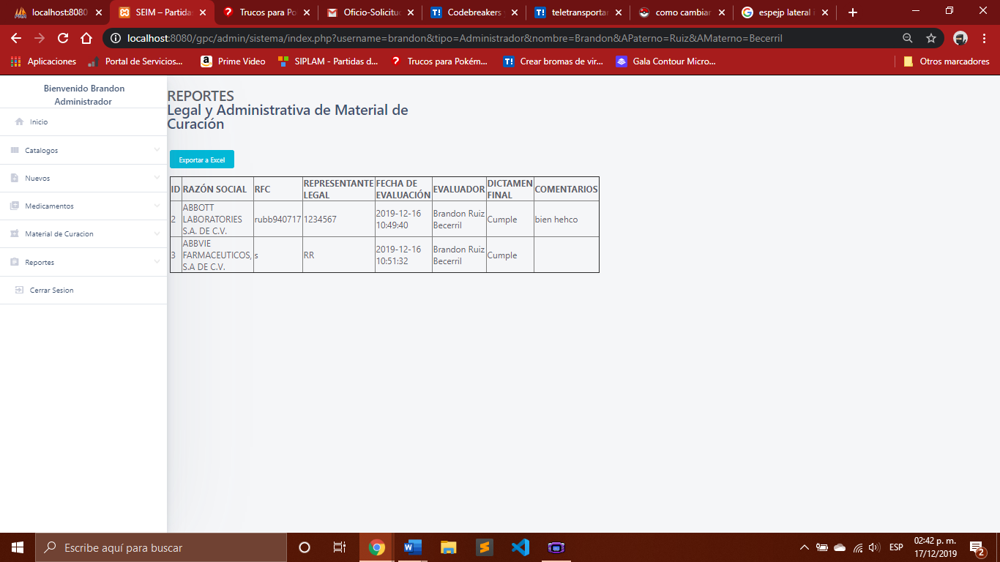 localhost:8080
SEIM – Partidas
Trucos para Po
Oficio-Solicitud
Codebreakers y
teletransportar
como cambiar
espejp lateral i
localhost:8080/gpc/admin/sistema/index.php?username=brandon&tipo=Administrador&nombre=Brandon&APaterno=Ruiz&AMaterno=Becerril
Aplicaciones
Portal de Servicios...
Prime Video
SIPLAM - Partidas d...
Trucos para Pokém...
Crear bromas de vir...
Gala Contour Micro...
Otros marcadores
Bienvenido Brandon
Administrador
Inicio
Catalogos
Nuevos
Medicamentos
Material de Curacion
Reportes
Cerrar Sesion
REPORTES
Legal y Administrativa de Material de
Curación
Exportar a Excel
ID RAZÓN SOCIAL RFC REPRESENTANTE LEGAL FECHA DE EVALUACIÓN EVALUADOR DICTAMEN FINAL COMENTARIOS
2 ABBOTT LABORATORIES S.A. DE C.V. rubb940717 1234567 2019-12-16 10:49:40 Brandon Ruiz Becerril Cumple bien hehco
3 ABBVIE FARMACEUTICOS, S.A DE C.V. s RR 2019-12-16 10:51:32 Brandon Ruiz Becerril Cumple
Escribe aquí para buscar
ESP
02:42 p. m.
17/12/2019
2